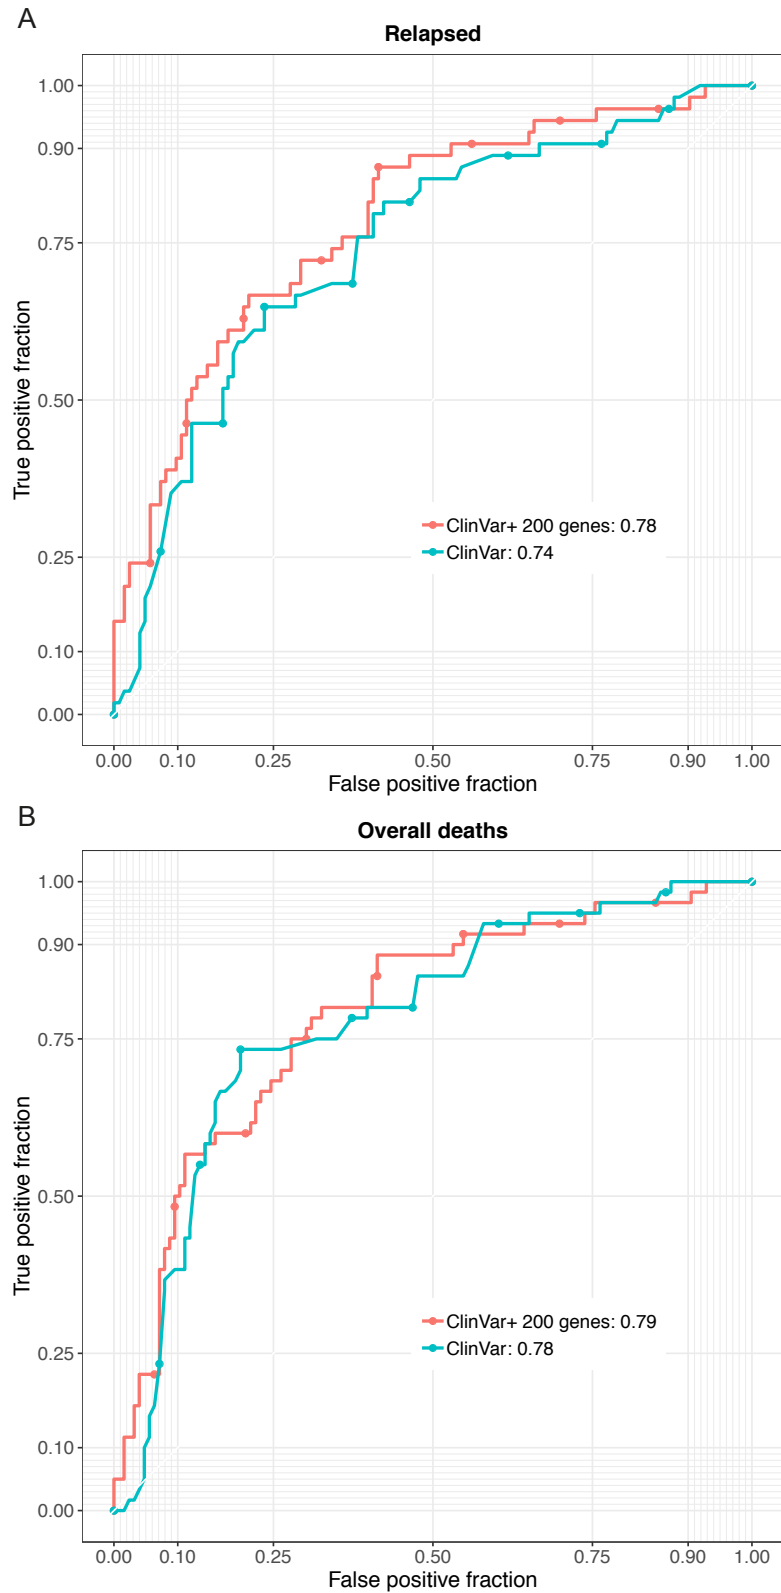 A
Relapsed
1.00
0.90
0.75
0.50
0.25
0.10
0.00
True positive fraction
ClinVar+ 200 genes: 0.78
ClinVar: 0.74
0.00 0.10 0.25 0.50 0.75 0.90 1.00
False positive fraction
B
Overall deaths
1.00
0.90
0.75
0.50
0.25
0.10
0.00
True positive fraction
ClinVar+ 200 genes: 0.79
ClinVar: 0.78
0.00 0.10 0.25 0.50 0.75 0.90 1.00
False positive fraction